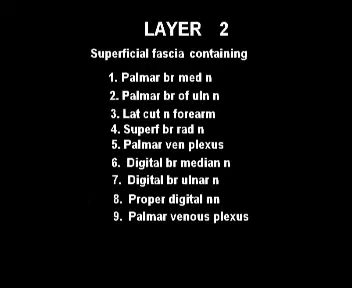 LAYER 2
Superficial fascia containing
1. Palmar br med n
2. Palmar br of uln n
3. Lat cut n forearm
4. Superf br rad n
5. Palmar ven plexus
6. Digital br median n
7. Digital br ulnar n
8. Proper digital nn
9. Palmar venous plexus